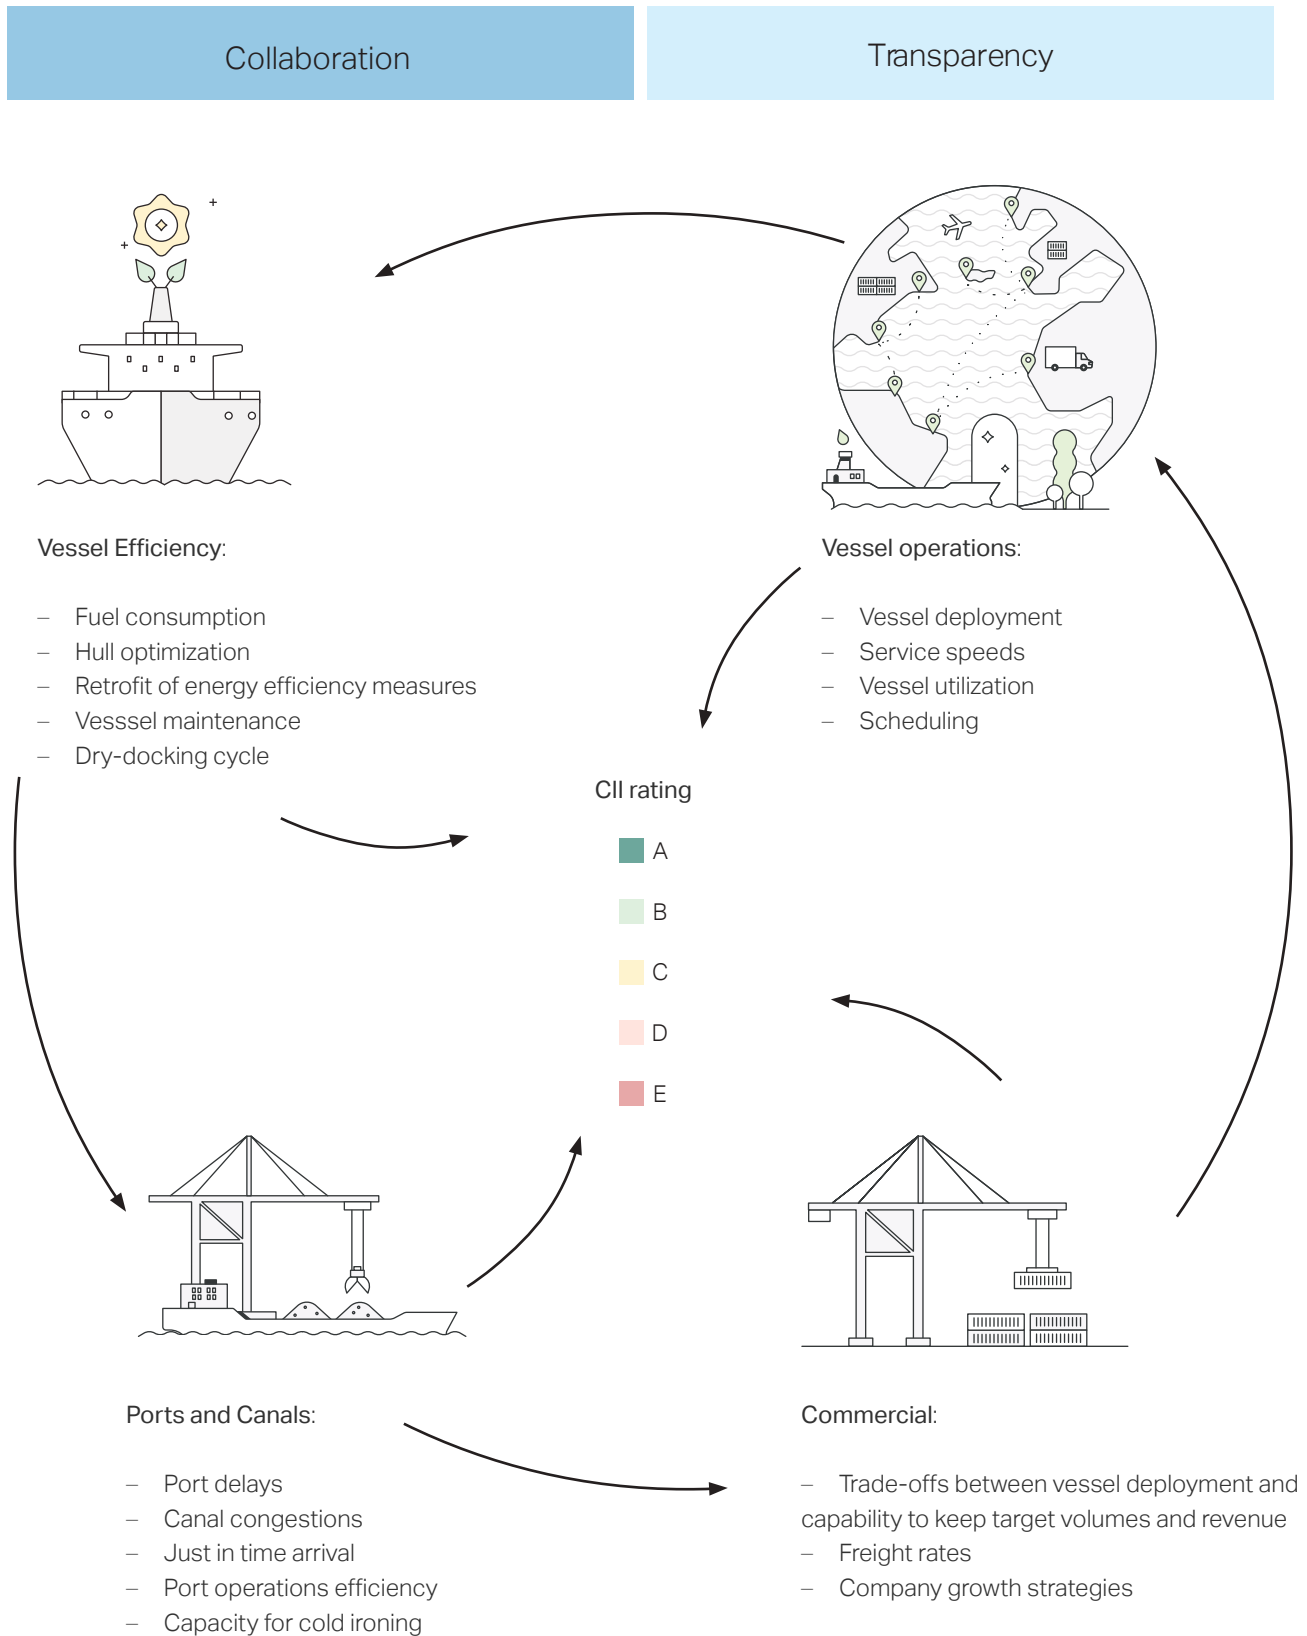 Collaboration
Transparency
Vessel Efficiency:
– Fuel consumption
– Hull optimization
– Retrofit of energy efficiency measures
– Vesssel maintenance
– Dry-docking cycle
Vessel operations:
– Vessel deployment
– Service speeds
– Vessel utilization
– Scheduling
CII rating
A
B
C
D
E
Ports and Canals:
– Port delays
– Canal congestions
– Just in time arrival
– Port operations efficiency
– Capacity for cold ironing
Commercial:
– Trade-offs between vessel deployment and
capability to keep target volumes and revenue
– Freight rates
– Company growth strategies